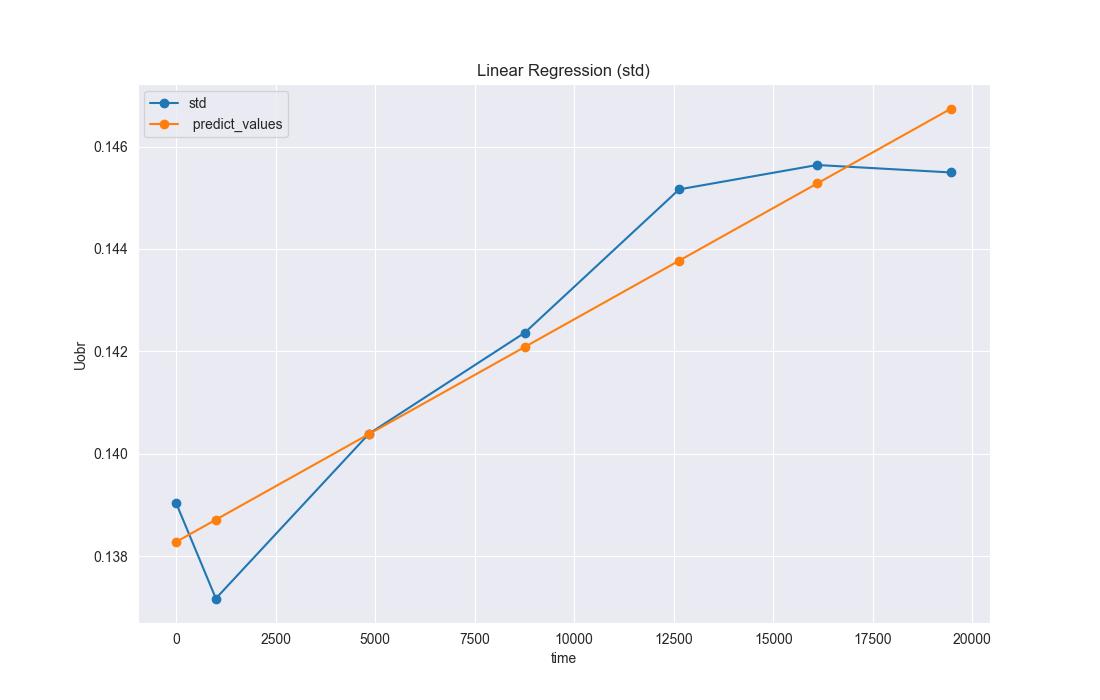 Linear Regression (std)
std
predict_values
0.146
0.144
0.142
0.140
0.138
Uobr
0 2500 5000 7500 10000 12500 15000 17500 20000
time